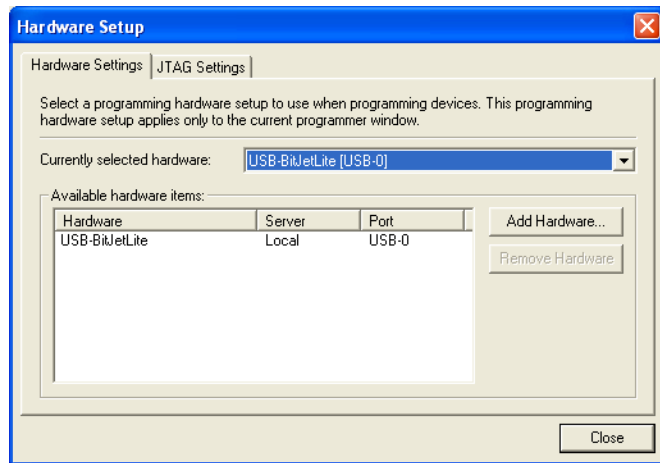 Hardware Setup
Hardware Settings JTAG Settings
Select a programming hardware setup to use when programming devices. This programming
hardware setup applies only to the current programmer window.
Currently selected hardware: USB-BitJetLite [USB-0]
Available hardware items:
Hardware Server Port
USB-BitJetLite Local USB-0
Add Hardware...
Remove Hardware
Close